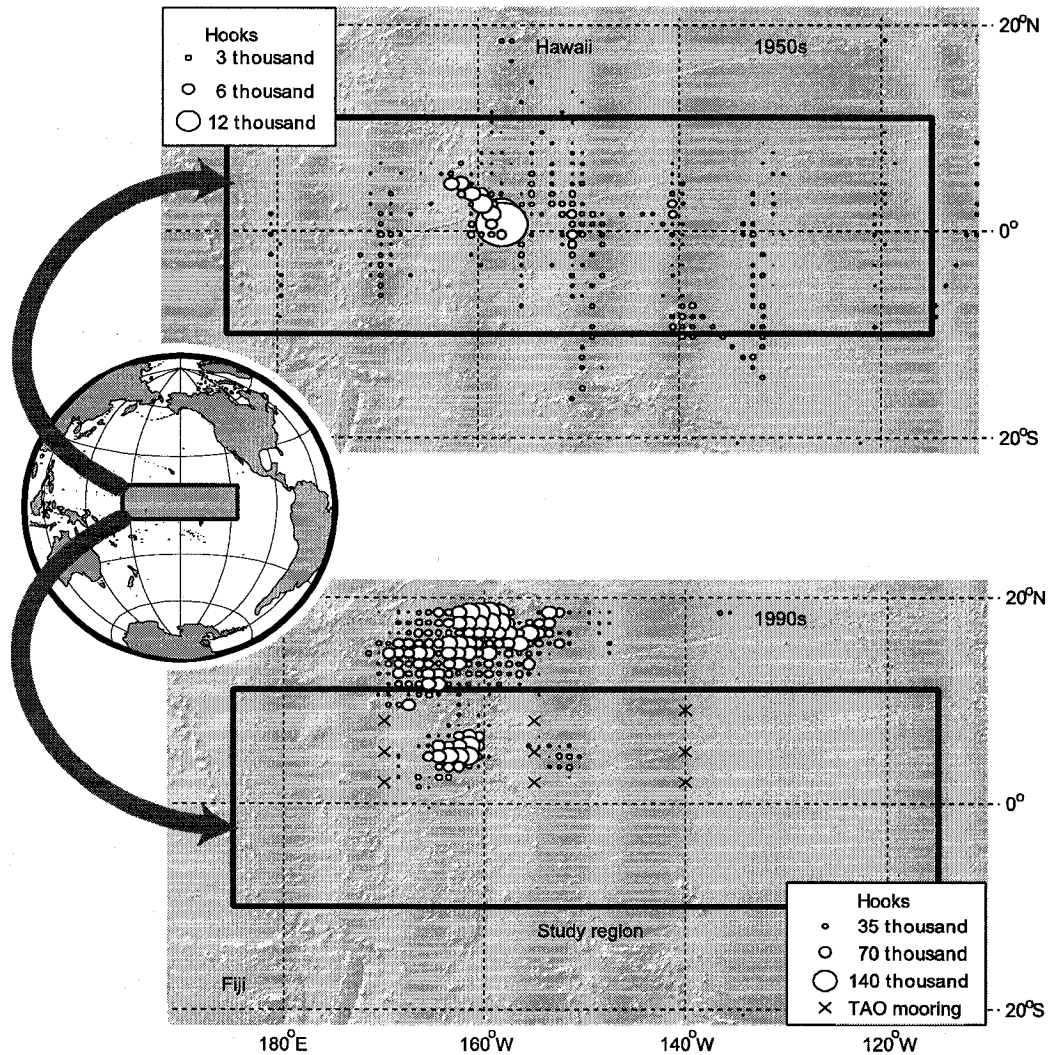 Hooks
3 thousand
6 thousand
12 thousand
Hawaii
1950s
20°N
0°
20°S
20°N
1990s
0°
Study region
Fiji
Hooks
35 thousand
70 thousand
140 thousand
TAO mooring
20°S
180°E
160°W
140°W
120°W